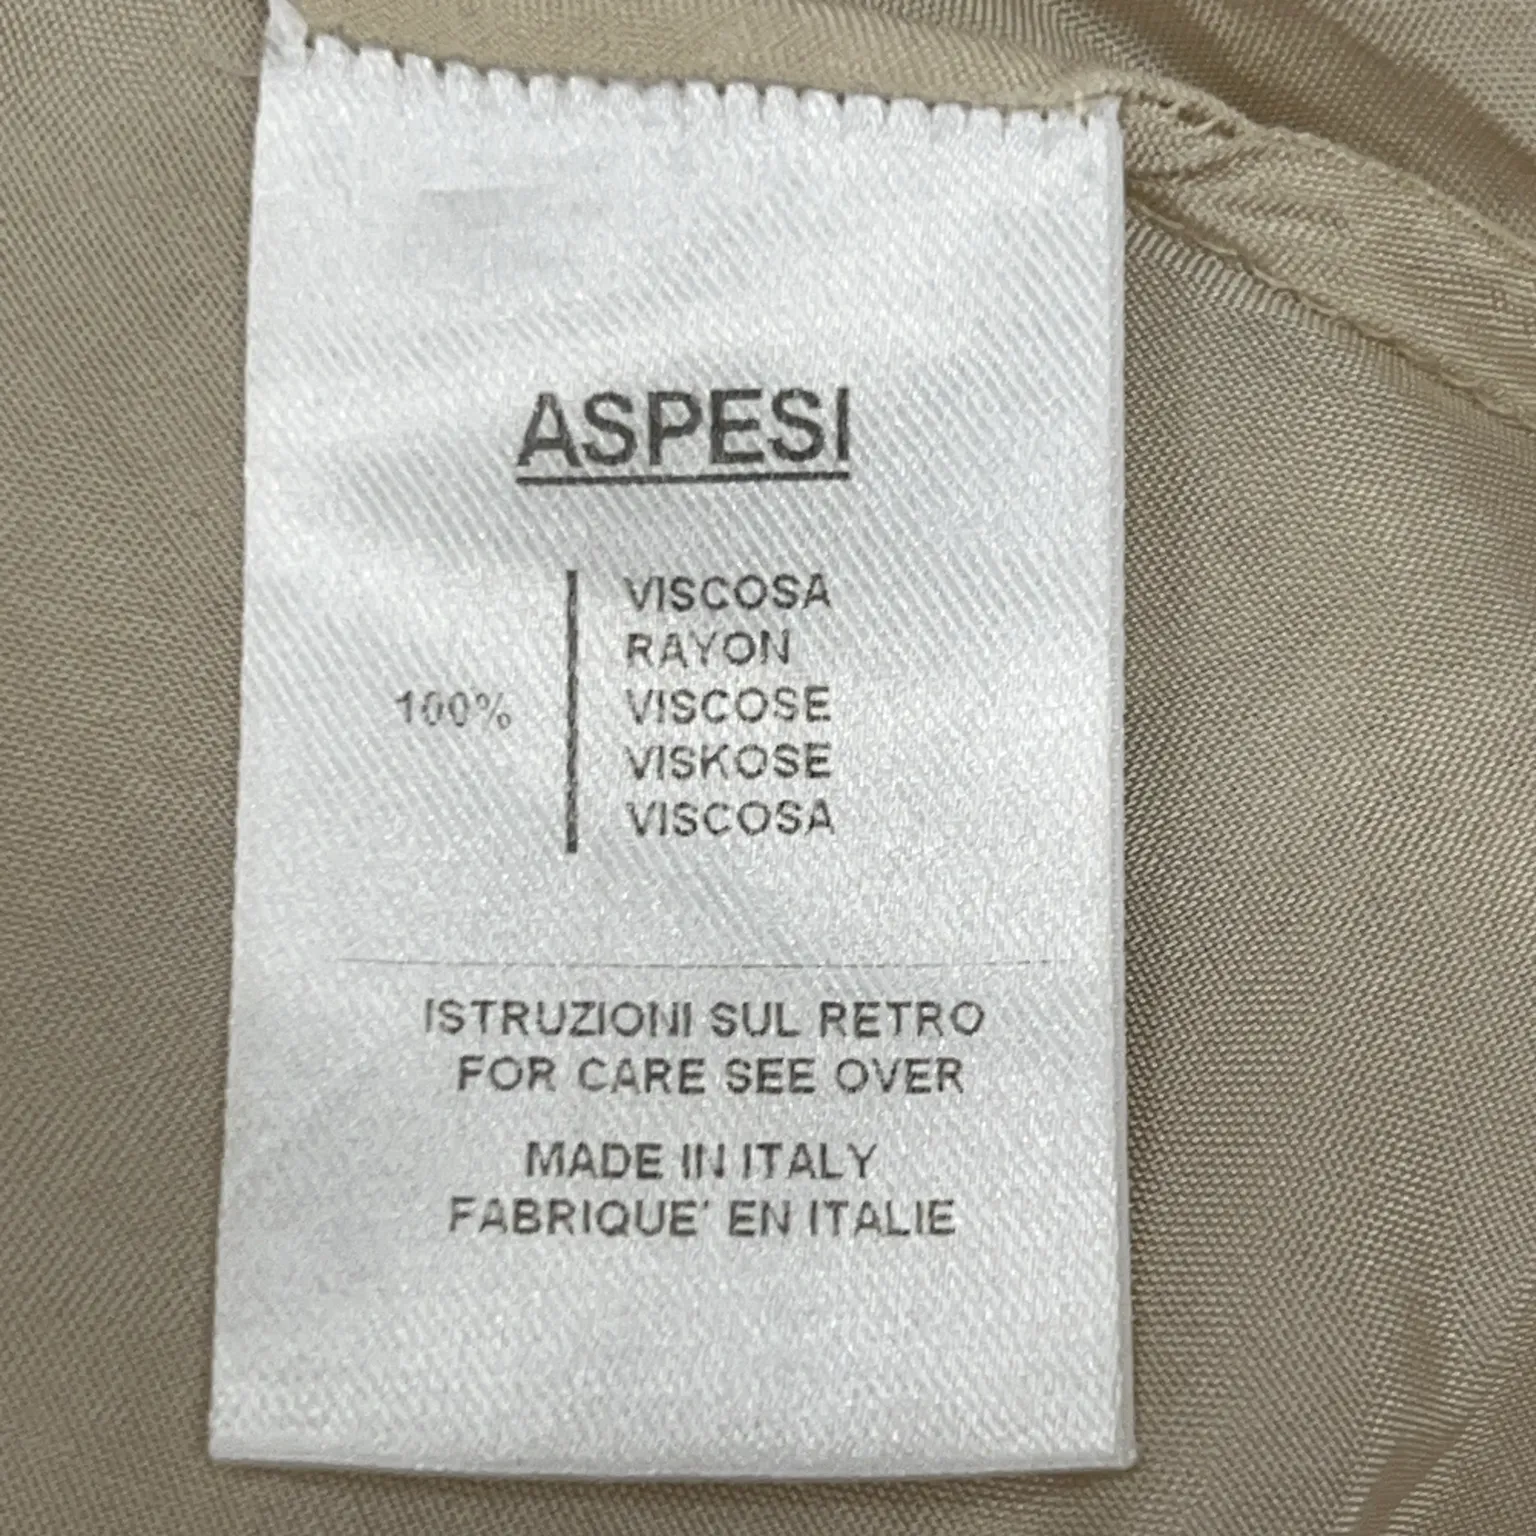 ASPESI
100%
VISCOSA
RAYON
VISCOSE
VISKOSE
VISCOSA
ISTRUZIONI SUL RETRO
FOR CARE SEE OVER
MADE IN ITALY
FABRIQUE' EN ITALIE